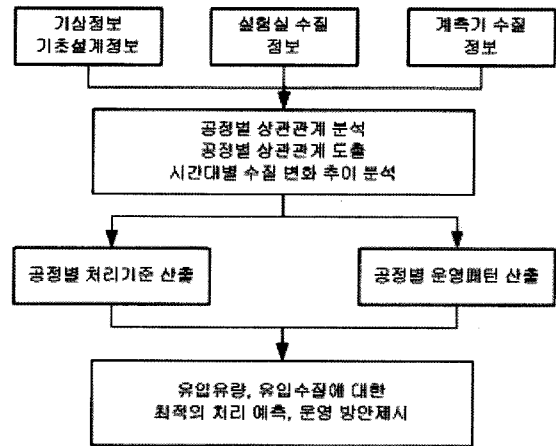 기상정보
기초설계정보
실험실 수질
정보
계측기 수질
정보
공정별 상관관계 분석
공정별 상관관계 도출
시간대별 수질 변화 추이 분석
공정별 처리기준 산출
공정별 운영패턴 산출
유입유량, 유입수질에 대한
최적의 처리 예측, 운영 방안제시